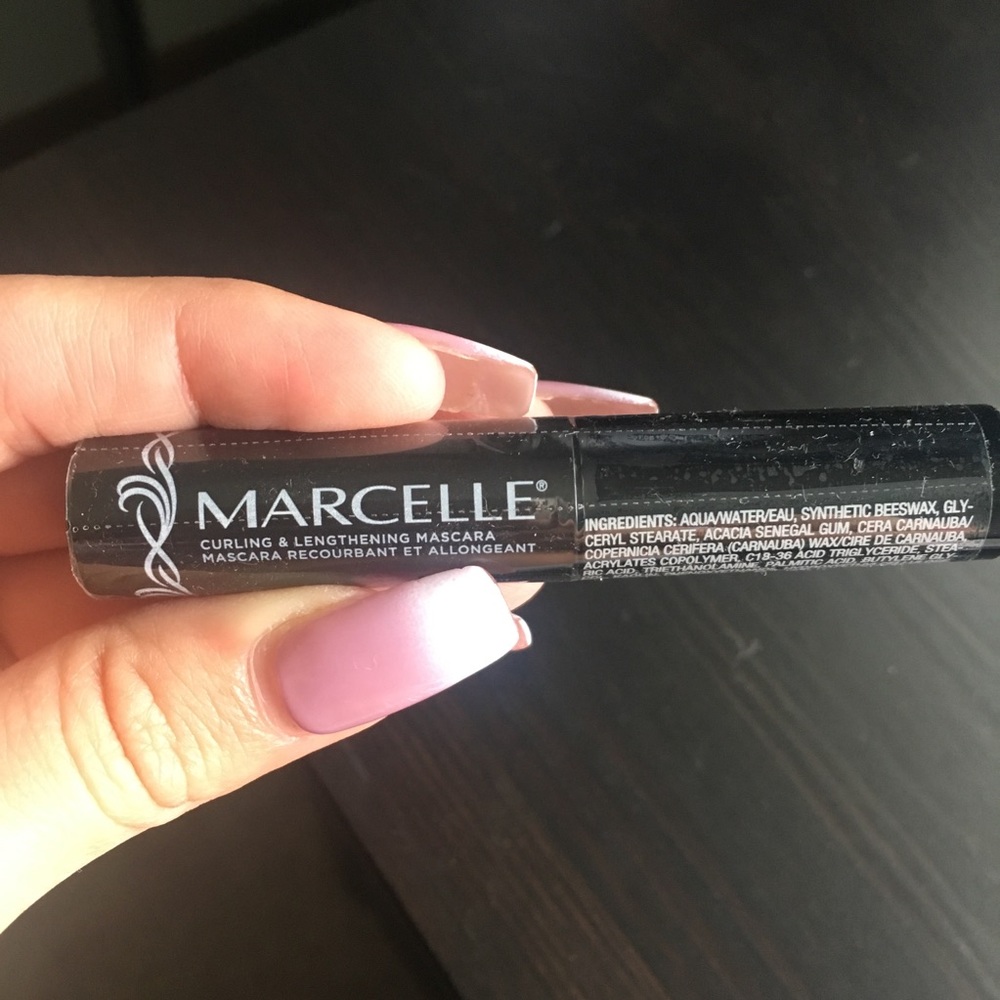 MARCELLE®
CURLING & LENGTHENING MASCARA
MASCARA RECOURBANT ET ALLONGEANT
INGREDIENTS: AQUA/WATER/EAU, SYNTHETIC BEESWAX, GLY-
CERYL STEARATE, ACACIA SENEGAL GUM, CERA CARNAUBA/
COPERNICIA CERIFERA (CARNAUBA) WAX/CIRE DE CARNAUBA,
ACRYLATES COPOLYMER, C18-36 ACID TRIGLYCERIDE, STEA-
RIC ACID, TRIETHANOLAMINE, PALMITIC ACID, BUTYLENE GLY-